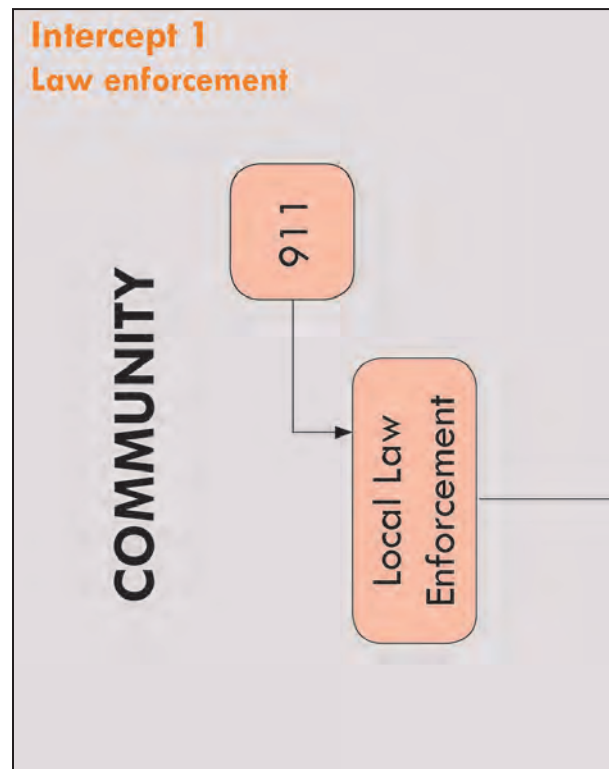 Intercept 1
Law enforcement
COMMUNITY
911
Local Law
Enforcement